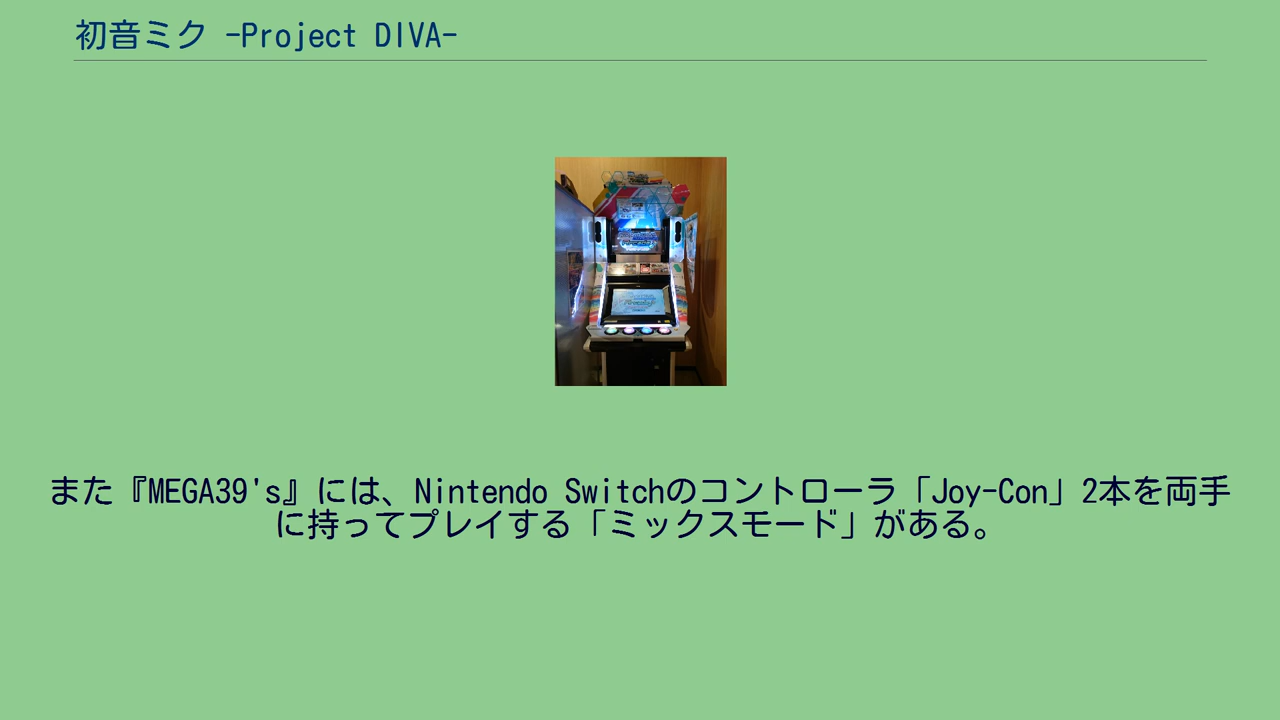 初音ミク -Project DIVA-
また『MEGA39's』には、Nintendo Switchのコントローラ「Joy-Con」2本を両手
に持ってプレイする「ミックスモード」がある。